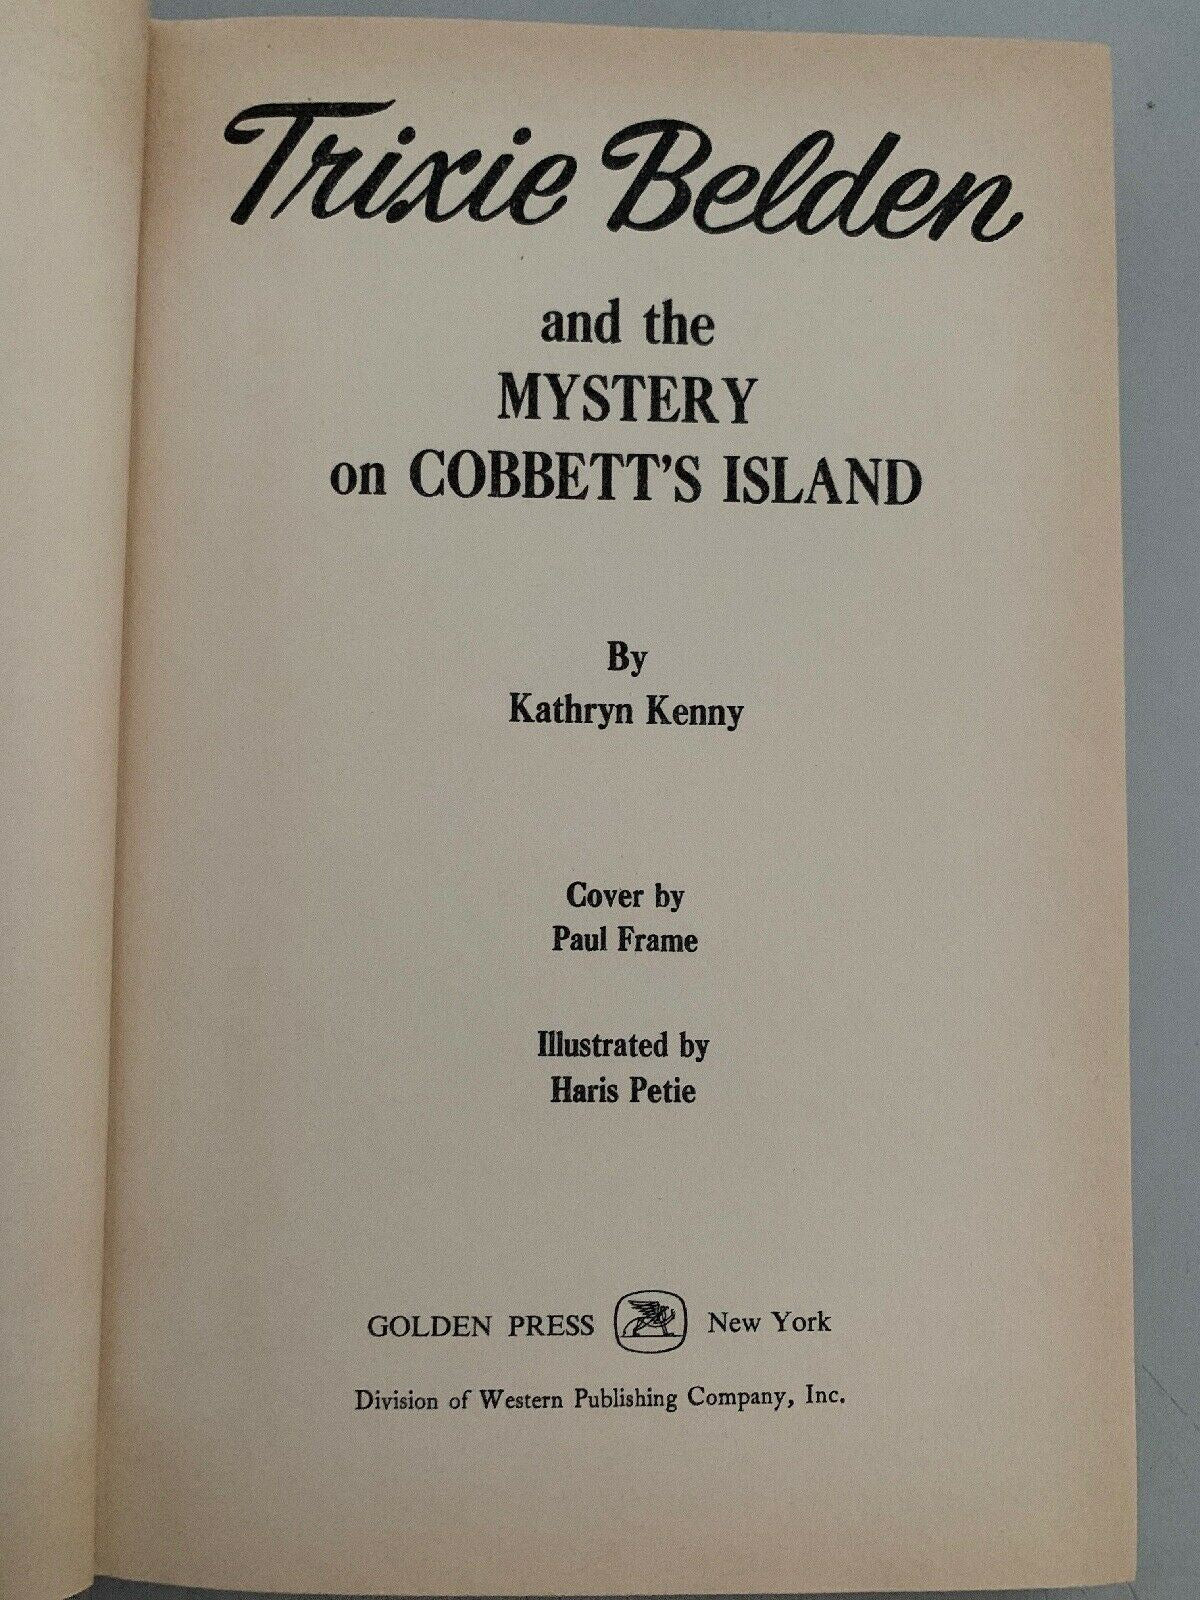 Trixie Belden
and the
MYSTERY
on COBBETT'S ISLAND
By
Kathryn Kenny
Cover by
Paul Frame
Illustrated by
Haris Petie
GOLDEN PRESS New York
Division of Western Publishing Company, Inc.